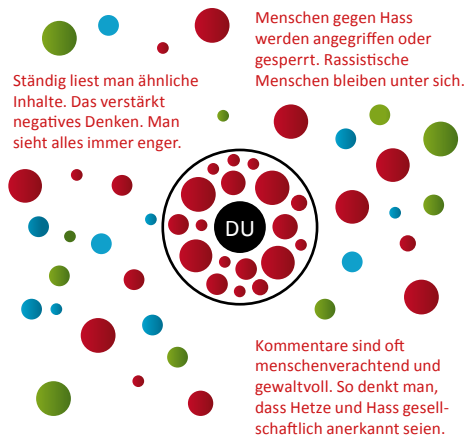 Menschen gegen Hass
werden angegriffen oder
gesperrt. Rassistische
Menschen bleiben unter sich.
Ständig liest man ähnliche
Inhalte. Das verstärkt
negatives Denken. Man
sieht alles immer enger.
DU
Kommentare sind oft
menschenverachtend und
gewaltvoll. So denkt man,
dass Hetze und Hass gesell-
schaftlich anerkannt seien.